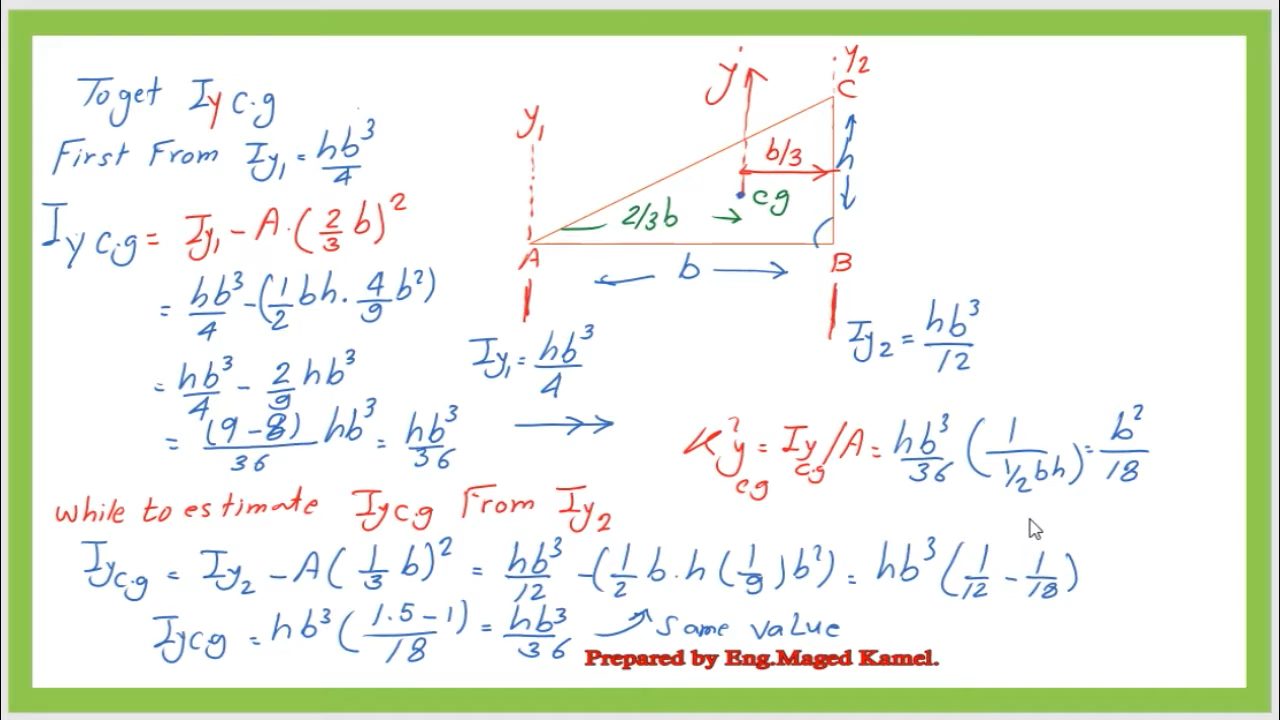 To get Iy c.g
First From Iy₁ = hb³/4
Iy c.g = Iy₁ - A·(2/3 b)²
= hb³/4 - (1/2 bh · 4/9 b²)
= hb³/4 - 2/9 hb³
= (9-8)/36 hb³ = hb³/36
y₁
y
y₂
C
b/3
h
cg
2/3b
A
b
B
Iy₁ = hb³/4
Iy₂ = hb³/12
K²y cg = Iy cg/A = hb³/36 (1/(1/2 bh)) = b²/18
while to estimate Iy c.g From Iy₂
Iy c.g = Iy₂ - A(1/3 b)² = hb³/12 - (1/2 b·h (1/9) b²) = hb³ (1/12 - 1/18)
Iy cg = hb³ (1.5-1)/18 = hb³/36 same value
Prepared by Eng.Maged Kamel.